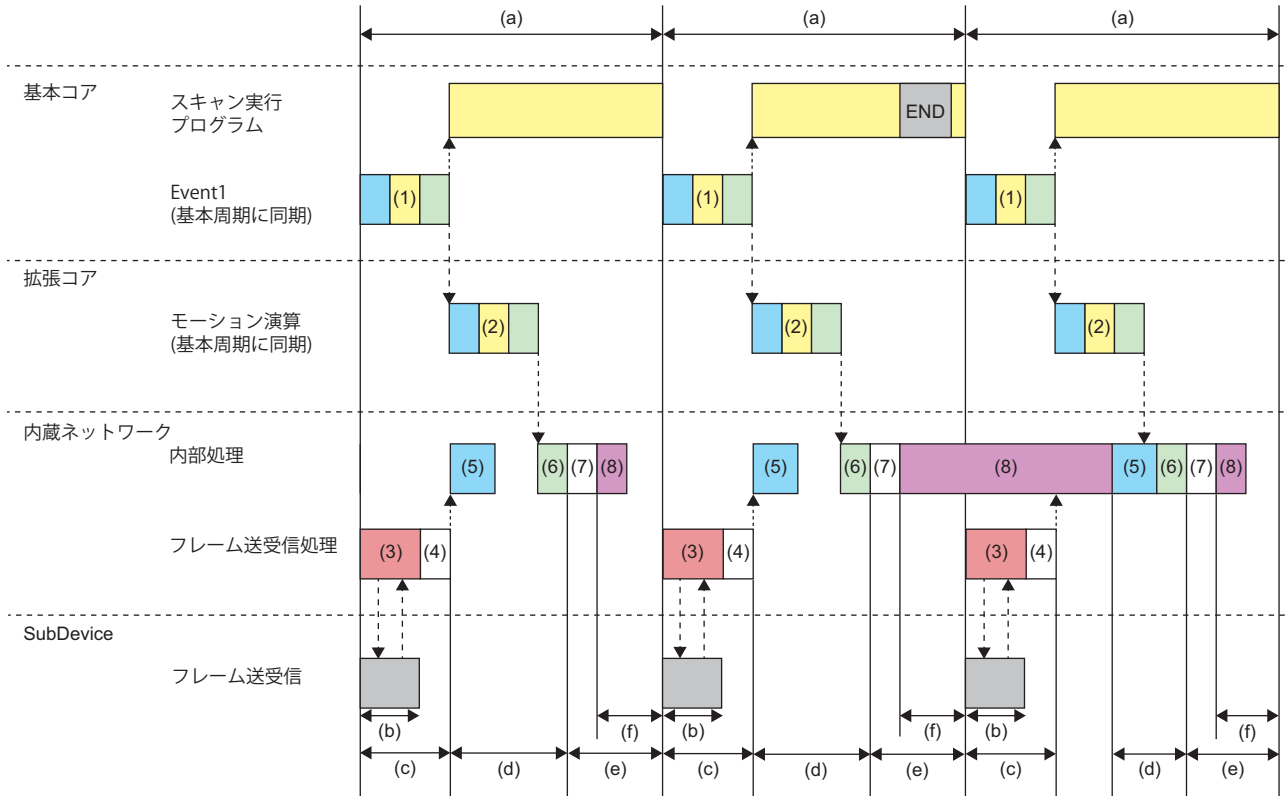 (a) (a) (a)
基本コア
スキャン実行
プログラム
END
Event1
(基本周期に同期)
(1) (1) (1)
拡張コア
モーション演算
(基本周期に同期)
(2) (2) (2)
内蔵ネットワーク
内部処理
(5) (6) (7) (8) (5) (6) (7) (8) (5) (6) (7) (8)
フレーム送受信処理
(3) (4) (3) (4) (3) (4)
SubDevice
フレーム送受信
(b) (f) (b) (f) (b) (f)
(c) (d) (e) (c) (d) (e) (c) (d) (e)